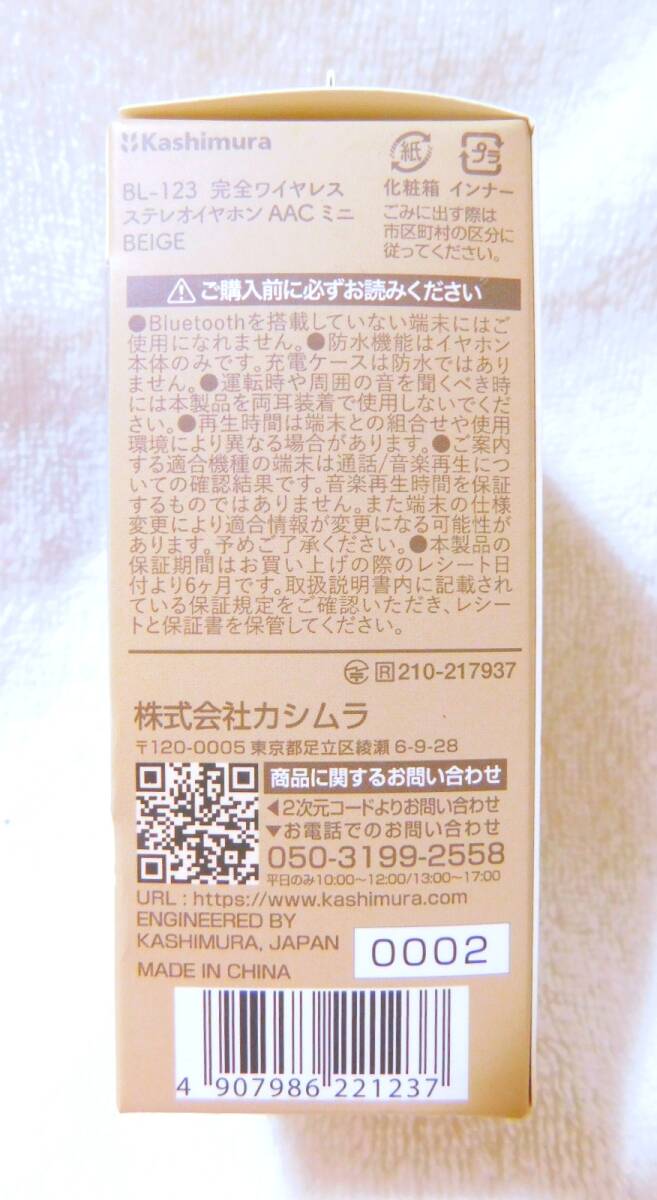 Kashimura
BL-123 完全ワイヤレス
ステレオイヤホン AAC ミニ
BEIGE
紙 プラ
化粧箱 インナー
ごみに出す際は
市区町村の区分に
従ってください。
ご購入前に必ずお読みください
●Bluetoothを搭載していない端末にはご
使用になれません。●防水機能はイヤホン
本体のみです。充電ケースは防水ではあり
ません。●運転時や周囲の音を聞くべき時
には本製品を両耳装着で使用しないでくだ
さい。●再生時間は端末との組合せや使用
環境により異なる場合があります。●ご案内
する適合機種の端末は通話/音楽再生につ
いての確認結果です。音楽再生時間を保証
するものではありません。また端末の仕様
変更により適合情報が変更になる可能性が
あります。予めご了承ください。●本製品の
保証期間はお買い上げの際のレシート日
付より6ヶ月です。取扱説明書内に記載され
ている保証規定をご確認いただき、レシー
トと保証書を保管してください。
R 210-217937
株式会社カシムラ
〒120-0005 東京都足立区綾瀬 6-9-28
商品に関するお問い合わせ
◀2次元コードよりお問い合わせ
▼お電話でのお問い合わせ
050-3199-2558
平日のみ10:00〜12:00/13:00〜17:00
URL : https://www.kashimura.com
ENGINEERED BY
KASHIMURA, JAPAN
MADE IN CHINA
0002
4 907986 221237